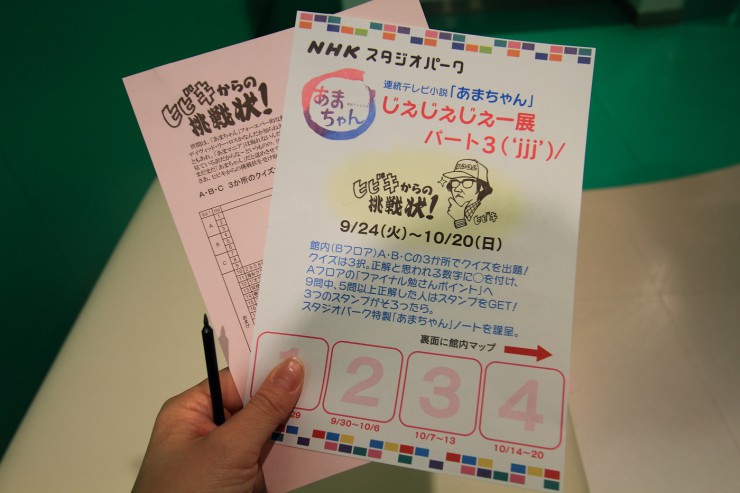 NHK スタジオパーク
連続テレビ小説「あまちゃん」
あまちゃん
じぇじぇじぇー展
パート3('jjj')/
ヒビキからの
挑戦状!
ヒビキ
9/24(火)〜10/20(日)
館内(Bフロア)A・B・Cの3か所でクイズを出題!
クイズは3択。正解と思われる数字に○を付け、
Aフロアの「ファイナル勉さんポイント」へ
9問中、5問以上正解した人はスタンプをGET!
3つのスタンプがそろったら。
スタジオパーク特製「あまちゃん」ノートを謹呈。
裏面に館内マップ
1
2
3
4
9/30〜10/6
10/7〜13
10/14〜20
ヒビキからの
挑戦状!
A・B・C 3か所のクイズ
A
B
C